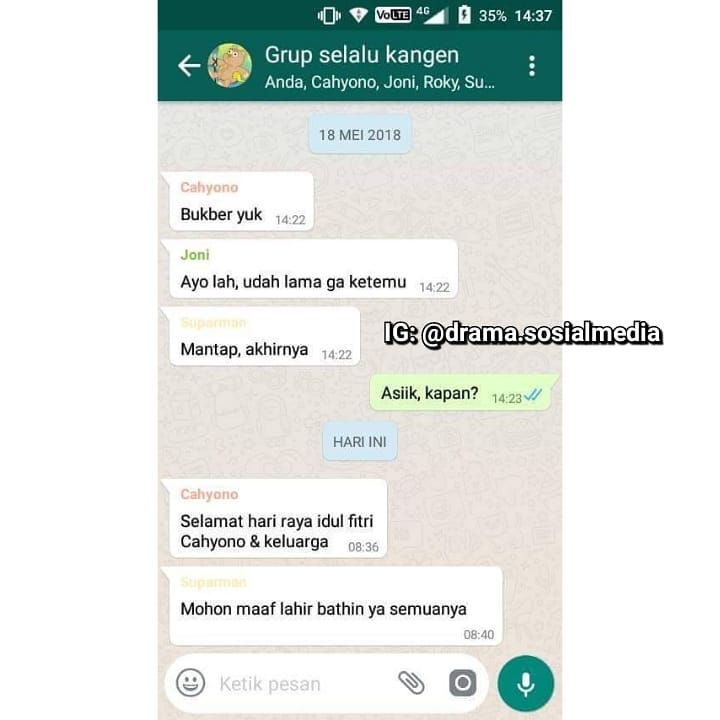 VoLTE 4G 35% 14:37
Grup selalu kangen
Anda, Cahyono, Joni, Roky, Su...
18 MEI 2018
Cahyono
Bukber yuk 14:22
Joni
Ayo lah, udah lama ga ketemu 14:22
Suparman
IG: @drama.sosialmedia
Mantap, akhirnya 14:22
Asiik, kapan? 14:23
HARI INI
Cahyono
Selamat hari raya idul fitri
Cahyono & keluarga 08:36
Suparman
Mohon maaf lahir bathin ya semuanya
08:40
Ketik pesan